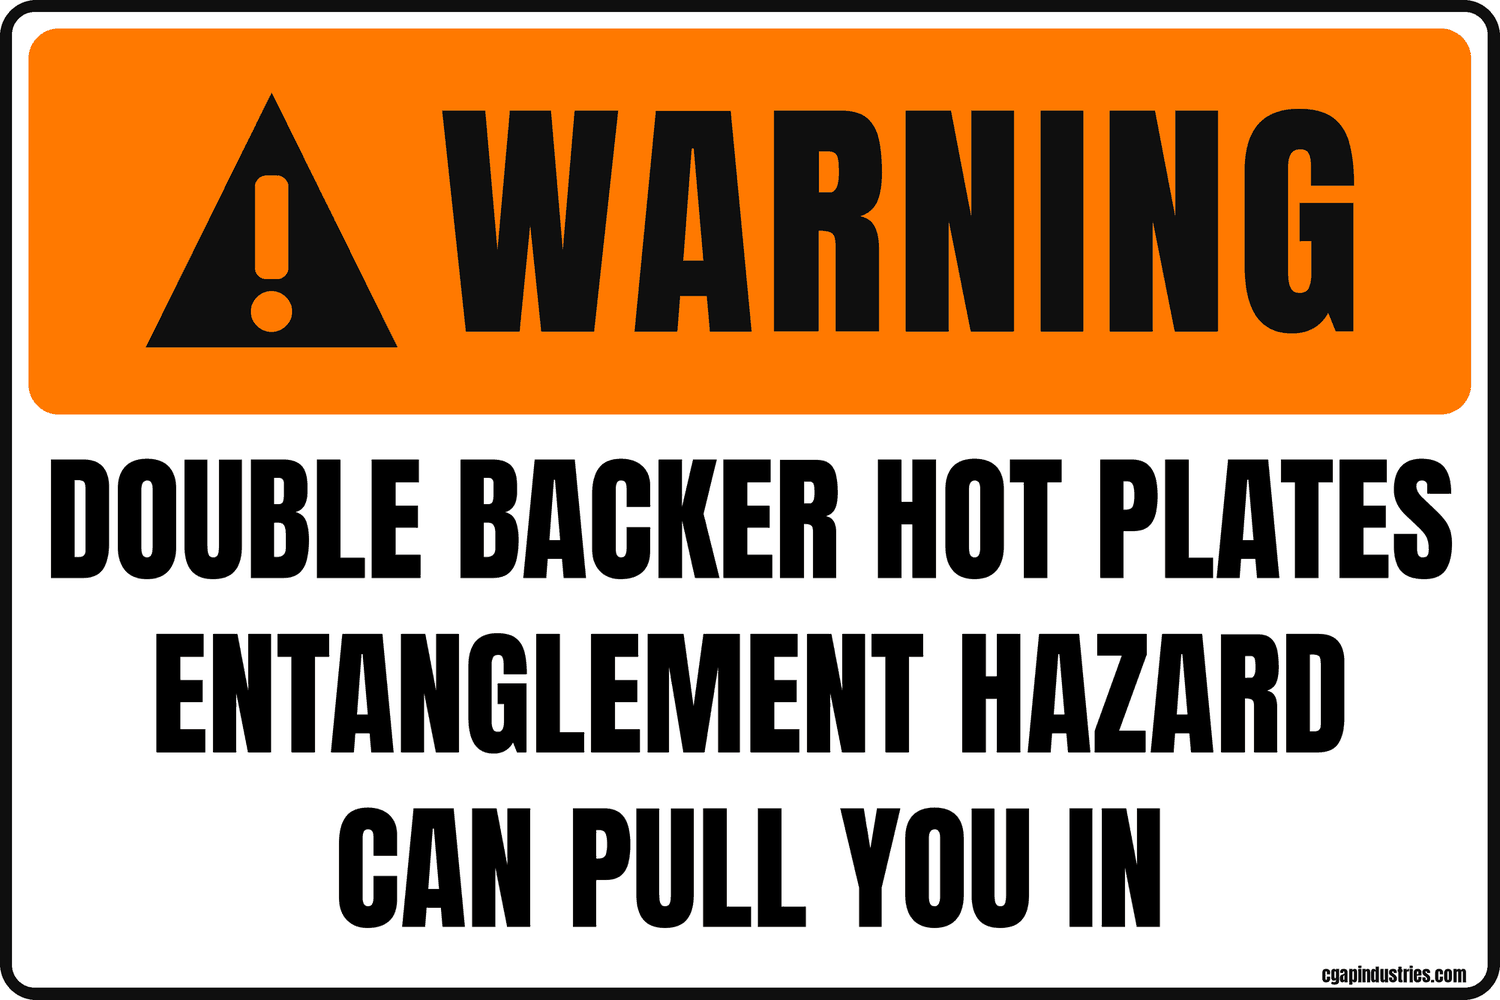 WARNING
DOUBLE BACKER HOT PLATES
ENTANGLEMENT HAZARD
CAN PULL YOU IN
cgapindustries.com